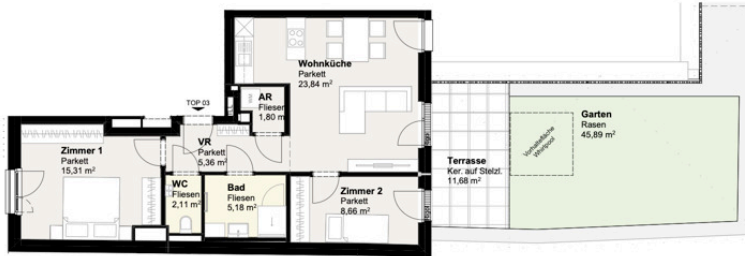 TOP 03
Wohnküche
Parkett
23,84 m²
AR
Fliesen
1,80 m
Zimmer 1
Parkett
15,31 m²
VR
Parkett
5,36 m²
WC
Fliesen
2,11 m²
Bad
Fliesen
5,18 m²
Zimmer 2
Parkett
8,66 m²
Terrasse
Ker. auf Stelzl.
11,68 m²
Garten
Rasen
45,89 m²
Vorhaltefläche
Whirlpool